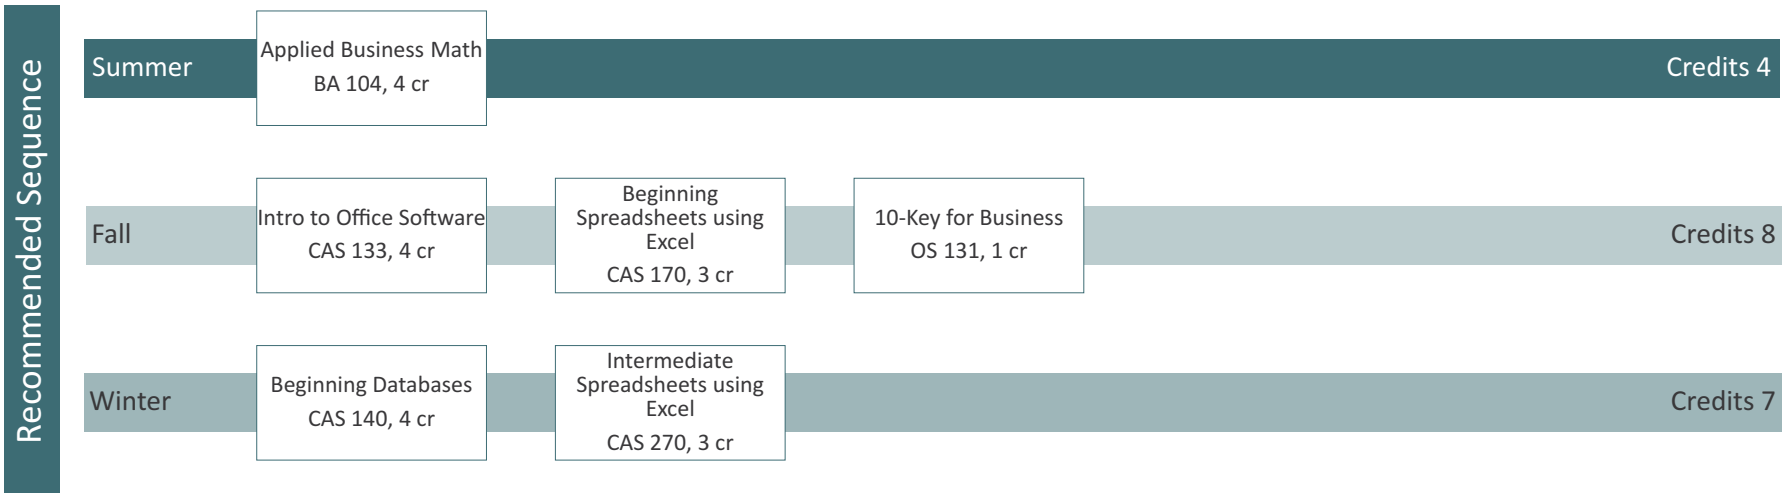 Recommended Sequence
Summer
Applied Business Math
BA 104, 4 cr
Credits 4
Fall
Intro to Office Software
CAS 133, 4 cr
Beginning
Spreadsheets using
Excel
CAS 170, 3 cr
10-Key for Business
OS 131, 1 cr
Credits 8
Winter
Beginning Databases
CAS 140, 4 cr
Intermediate
Spreadsheets using
Excel
CAS 270, 3 cr
Credits 7